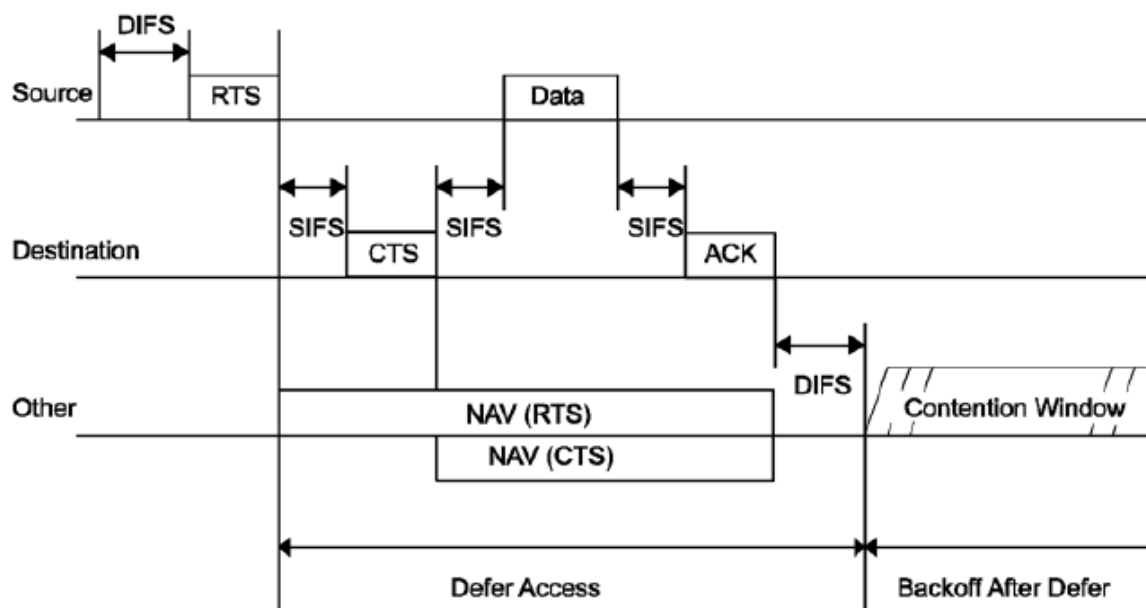 DIFS
Source
RTS
Data
SIFS
SIFS
SIFS
Destination
CTS
ACK
DIFS
Other
NAV (RTS)
Contention Window
NAV (CTS)
Defer Access
Backoff After Defer